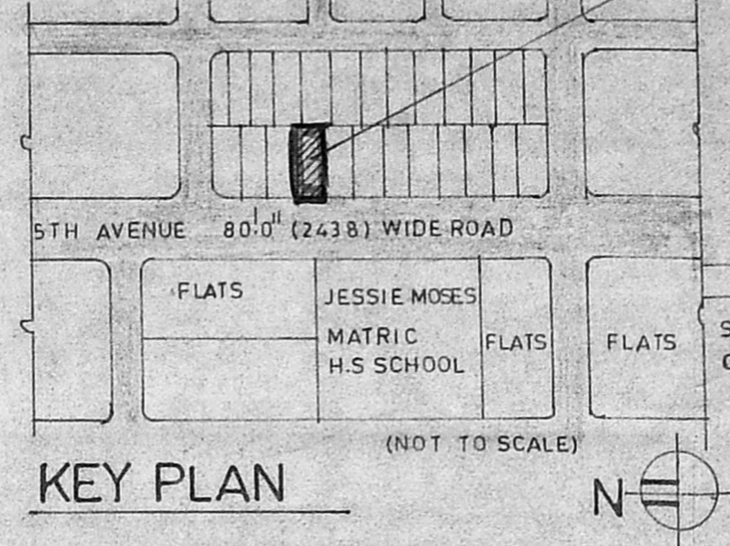 5TH AVENUE 80'.0" (2438) WIDE ROAD
FLATS
JESSIE MOSES
MATRIC
H.S SCHOOL
FLATS
FLATS
(NOT TO SCALE)
KEY PLAN
N